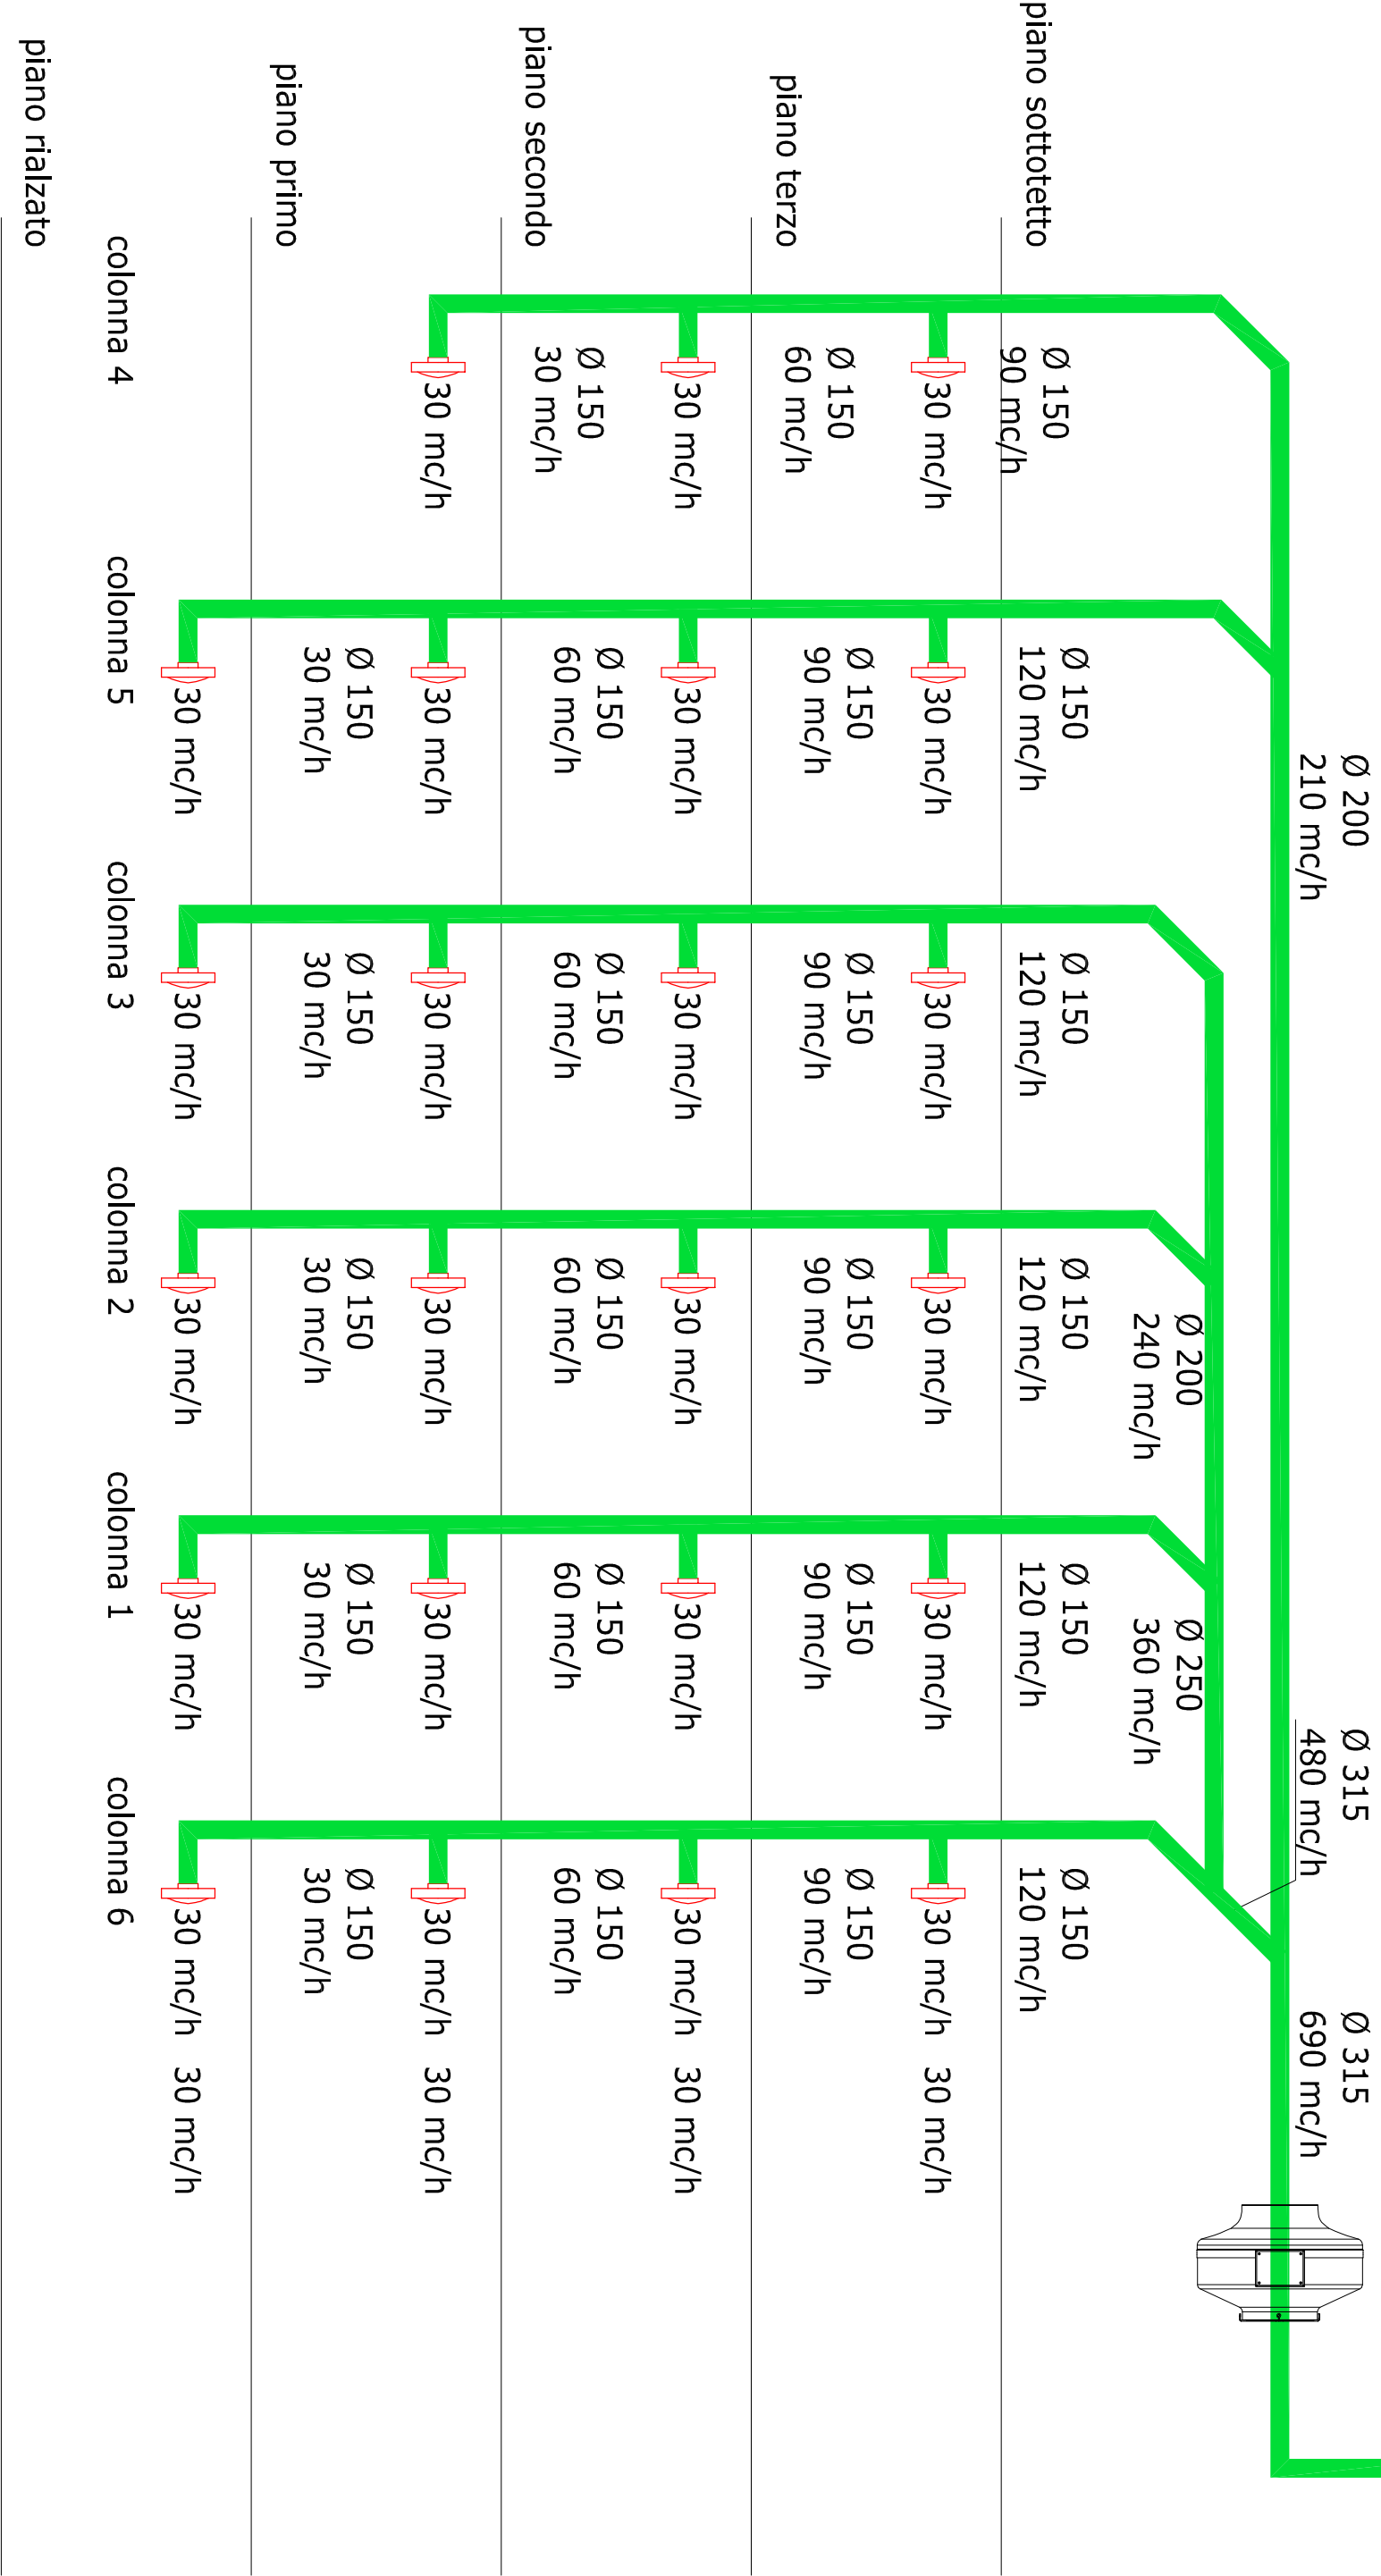 Ø 200
210 mc/h
Ø 315
480 mc/h
Ø 315
690 mc/h
Ø 200
240 mc/h
Ø 250
360 mc/h
piano sottotetto
Ø 150
90 mc/h
Ø 150
120 mc/h
Ø 150
120 mc/h
Ø 150
120 mc/h
Ø 150
120 mc/h
Ø 150
120 mc/h
30 mc/h
30 mc/h
30 mc/h
30 mc/h
30 mc/h
30 mc/h
30 mc/h
piano terzo
Ø 150
60 mc/h
Ø 150
90 mc/h
Ø 150
90 mc/h
Ø 150
90 mc/h
Ø 150
90 mc/h
Ø 150
90 mc/h
30 mc/h
30 mc/h
30 mc/h
30 mc/h
30 mc/h
30 mc/h
30 mc/h
piano secondo
Ø 150
30 mc/h
Ø 150
60 mc/h
Ø 150
60 mc/h
Ø 150
60 mc/h
Ø 150
60 mc/h
Ø 150
60 mc/h
30 mc/h
30 mc/h
30 mc/h
30 mc/h
30 mc/h
30 mc/h
30 mc/h
piano primo
Ø 150
30 mc/h
Ø 150
30 mc/h
Ø 150
30 mc/h
Ø 150
30 mc/h
Ø 150
30 mc/h
30 mc/h
30 mc/h
30 mc/h
30 mc/h
30 mc/h
30 mc/h
colonna 4
colonna 5
colonna 3
colonna 2
colonna 1
colonna 6
piano rialzato